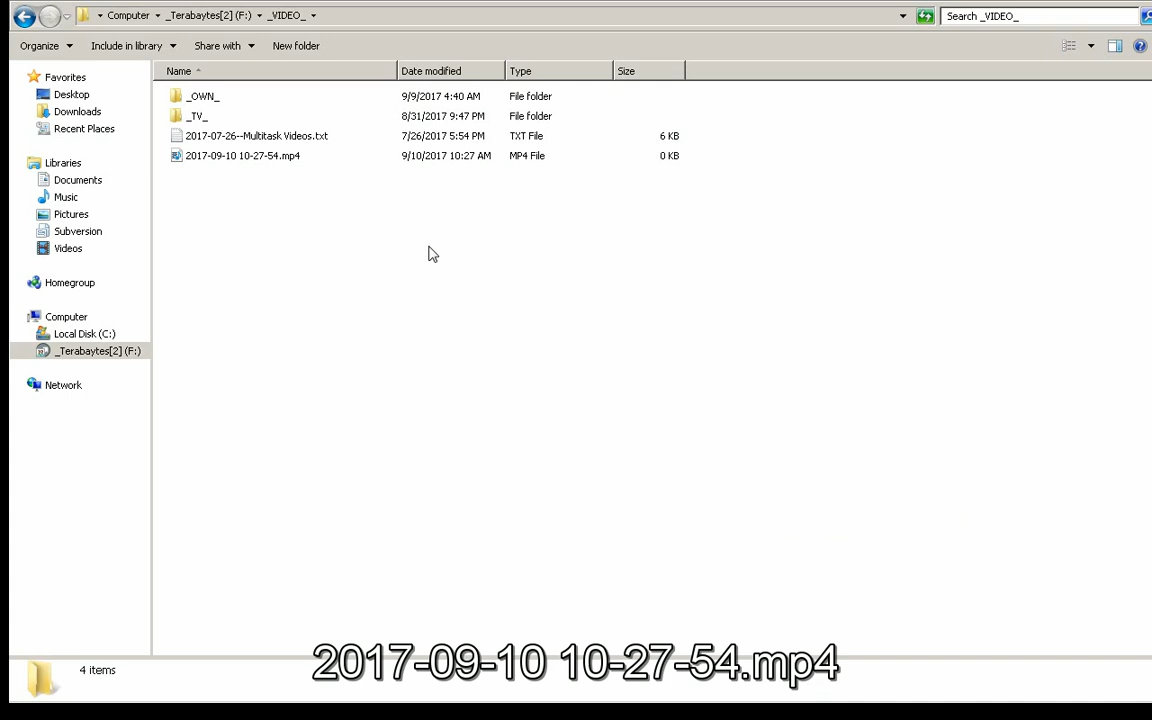 Computer _Terabaytes[2] (F:) _VIDEO_ Search _VIDEO_
Organize Include in library Share with New folder
Name Date modified Type Size
Favorites
Desktop
Downloads
Recent Places
Libraries
Documents
Music
Pictures
Subversion
Videos
Homegroup
Computer
Local Disk (C:)
_Terabaytes[2] (F:)
Network
_OWN_ 9/9/2017 4:40 AM File folder
_TV_ 8/31/2017 9:47 PM File folder
2017-07-26--Multitask Videos.txt 7/26/2017 5:54 PM TXT File 6 KB
2017-09-10 10-27-54.mp4 9/10/2017 10:27 AM MP4 File 0 KB
4 items
2017-09-10 10-27-54.mp4